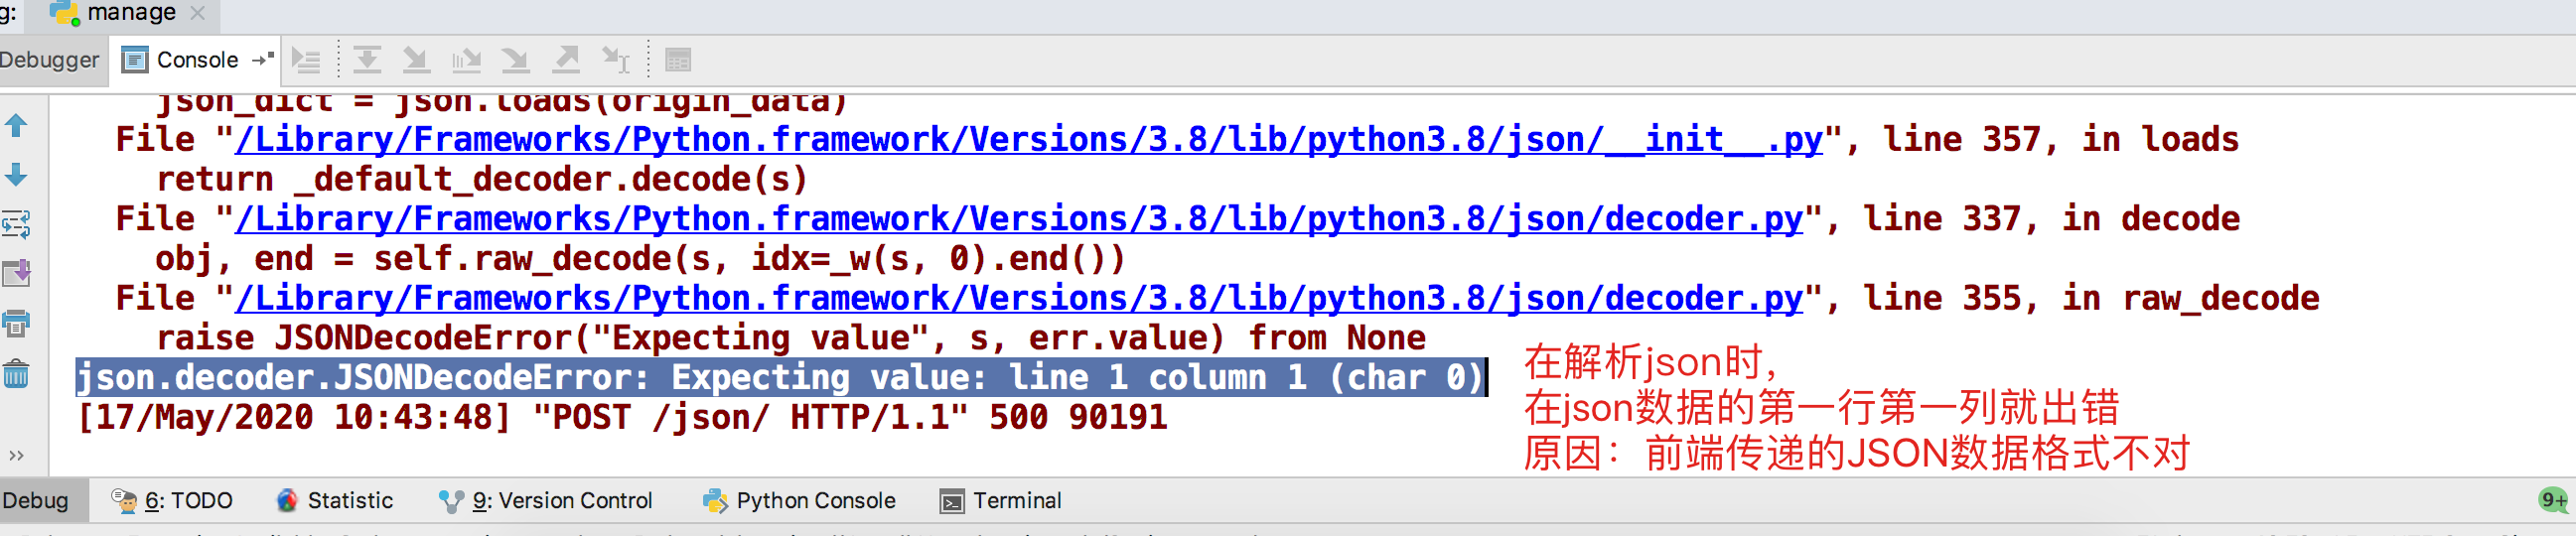 g: manage
Debugger Console
json_dict = json.loads(origin_data)
File "/Library/Frameworks/Python.framework/Versions/3.8/lib/python3.8/json/__init__.py", line 357, in loads
return _default_decoder.decode(s)
File "/Library/Frameworks/Python.framework/Versions/3.8/lib/python3.8/json/decoder.py", line 337, in decode
obj, end = self.raw_decode(s, idx=_w(s, 0).end())
File "/Library/Frameworks/Python.framework/Versions/3.8/lib/python3.8/json/decoder.py", line 355, in raw_decode
raise JSONDecodeError("Expecting value", s, err.value) from None
json.decoder.JSONDecodeError: Expecting value: line 1 column 1 (char 0)
[17/May/2020 10:43:48] "POST /json/ HTTP/1.1" 500 90191
在解析json时，
在json数据的第一行第一列就出错
原因：前端传递的JSON数据格式不对
Debug 6: TODO Statistic 9: Version Control Python Console Terminal 9+